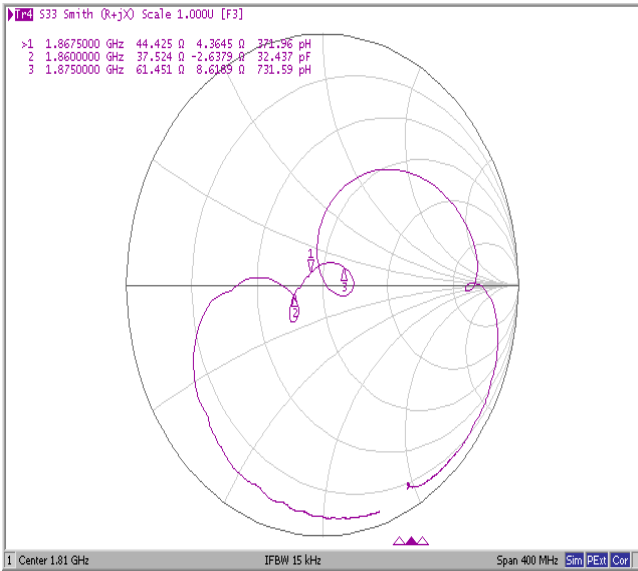 Tr4 S33 Smith (R+jX) Scale 1.000U [F3]
>1 1.8675000 GHz 44.425 Ω 4.3645 Ω 371.96 pH
2 1.8600000 GHz 37.524 Ω -2.6379 Ω 32.437 pF
3 1.8750000 GHz 61.451 Ω 8.6189 Ω 731.59 pH
1
2
3
1 Center 1.81 GHz IFBW 15 kHz Span 400 MHz Sim PExt Cor